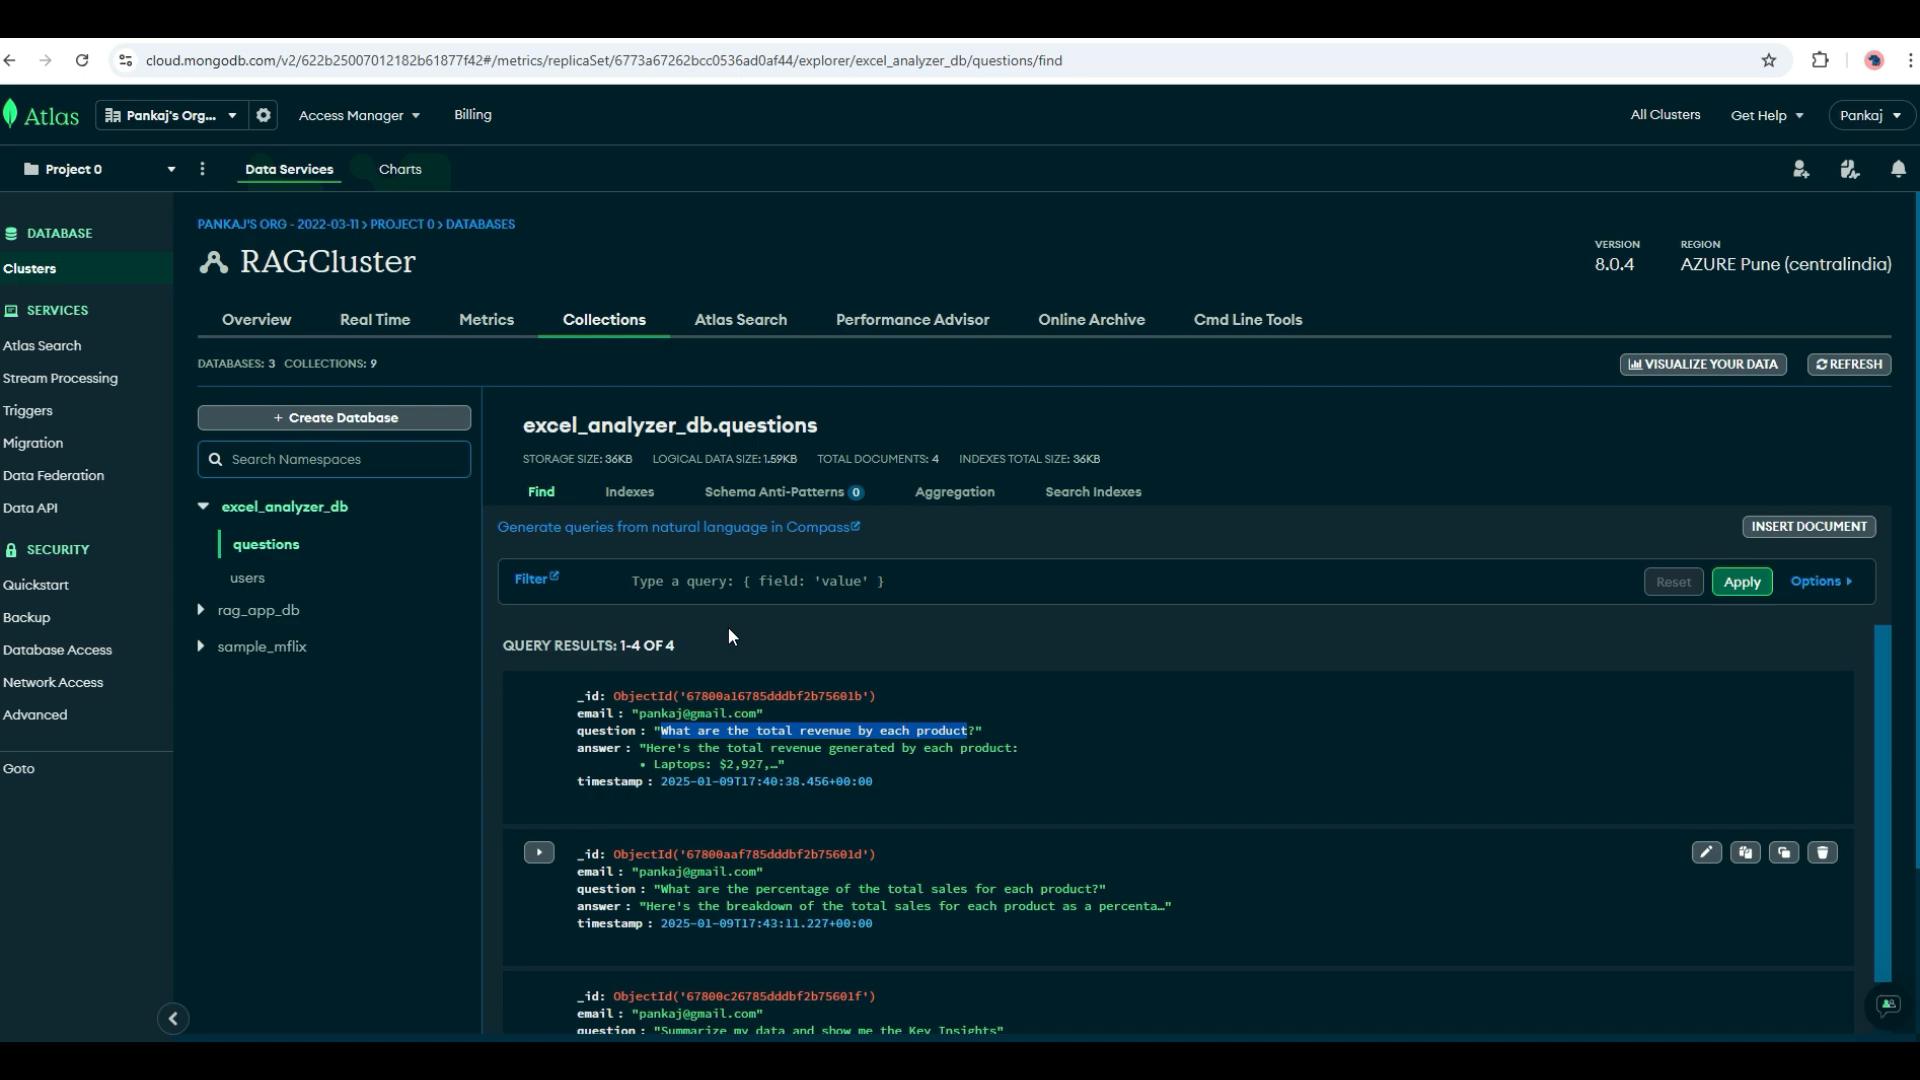 cloud.mongodb.com/v2/622b25007012182b61877f42#/metrics/replicaSet/6773a67262bcc0536ad0af44/explorer/excel_analyzer_db/questions/find
Atlas
Pankaj's Org...
Access Manager
Billing
All Clusters
Get Help
Pankaj
Project 0
Data Services
Charts
DATABASE
Clusters
SERVICES
Atlas Search
Stream Processing
Triggers
Migration
Data Federation
Data API
SECURITY
Quickstart
Backup
Database Access
Network Access
Advanced
Goto
PANKAJ'S ORG - 2022-03-11 > PROJECT 0 > DATABASES
RAGCluster
VERSION
8.0.4
REGION
AZURE Pune (centralindia)
Overview
Real Time
Metrics
Collections
Atlas Search
Performance Advisor
Online Archive
Cmd Line Tools
DATABASES: 3 COLLECTIONS: 9
VISUALIZE YOUR DATA
REFRESH
+ Create Database
Search Namespaces
excel_analyzer_db
questions
users
rag_app_db
sample_mflix
excel_analyzer_db.questions
STORAGE SIZE: 36KB LOGICAL DATA SIZE: 1.59KB TOTAL DOCUMENTS: 4 INDEXES TOTAL SIZE: 36KB
Find
Indexes
Schema Anti-Patterns 0
Aggregation
Search Indexes
Generate queries from natural language in Compass
INSERT DOCUMENT
Filter
Type a query: { field: 'value' }
Reset
Apply
Options
QUERY RESULTS: 1-4 OF 4
_id: ObjectId('67800a16785dddbf2b75601b')
email : "pankaj@gmail.com"
question : "What are the total revenue by each product?"
answer : "Here's the total revenue generated by each product:
• Laptops: $2,927,…"
timestamp : 2025-01-09T17:40:38.456+00:00
_id: ObjectId('67800aaf785dddbf2b75601d')
email : "pankaj@gmail.com"
question : "What are the percentage of the total sales for each product?"
answer : "Here's the breakdown of the total sales for each product as a percenta…"
timestamp : 2025-01-09T17:43:11.227+00:00
_id: ObjectId('67800c26785dddbf2b75601f')
email : "pankaj@gmail.com"
question : "Summarize my data and show me the Key Insights"